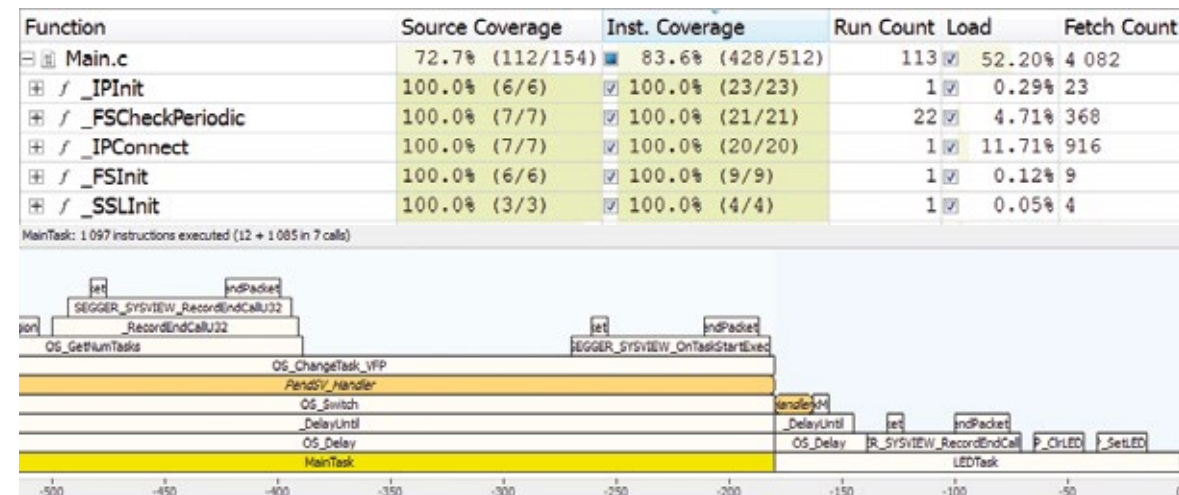 Function Source Coverage Inst. Coverage Run Count Load Fetch Count
Main.c 72.7% (112/154) 83.6% (428/512) 113 52.20% 4 082
f _IPInit 100.0% (6/6) 100.0% (23/23) 1 0.29% 23
f _FSCheckPeriodic 100.0% (7/7) 100.0% (21/21) 22 4.71% 368
f _IPConnect 100.0% (7/7) 100.0% (20/20) 1 11.71% 916
f _FSInit 100.0% (6/6) 100.0% (9/9) 1 0.12% 9
f _SSLInit 100.0% (3/3) 100.0% (4/4) 1 0.05% 4
MainTask: 1 097 instructions executed (12 + 1 085 in 7 calls)
set endPacket
SEGGER_SYSVIEW_RecordEndCallU32
_RecordEndCallU32 set endPacket
OS_GetNumTasks SEGGER_SYSVIEW_OnTaskStartExec
OS_ChangeTask_VFP
PendSV_Handler
OS_Switch Handler
_DelayUntil _DelayUntil set endPacket
OS_Delay OS_Delay R_SYSVIEW_RecordEndCall P_ClrLED _SetLED
MainTask LEDTask
-500 -450 -400 -350 -300 -250 -200 -150 -100 -50 0